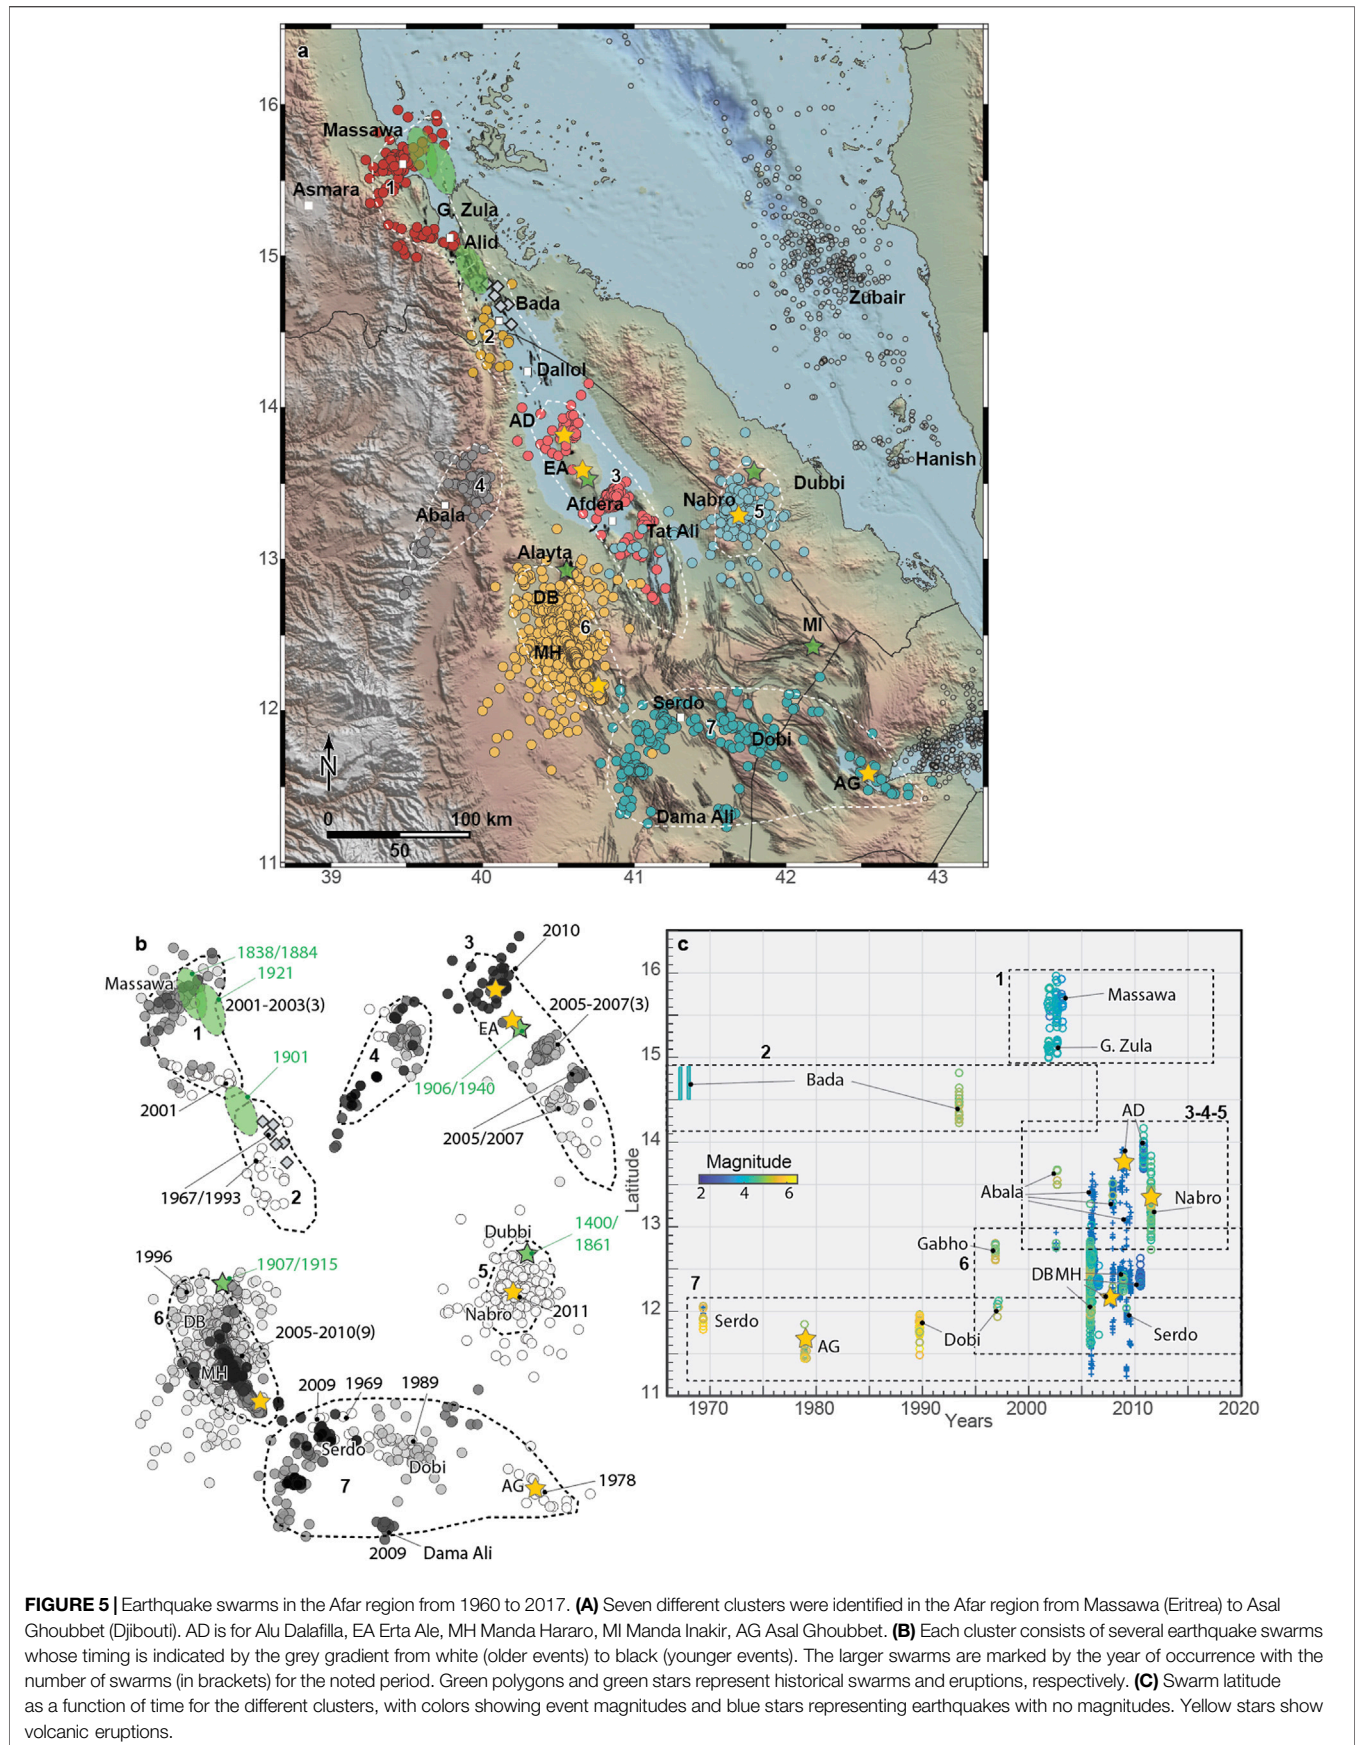 a
16
15
14
13
12
11
39
40
41
42
43
Massawa
1
Asmara
G. Zula
Alid
Bada
2
Dallol
Zubair
AD
EA
3
Hanish
4
Abala
Afdera
Nabro
Dubbi
5
Tat Ali
Alayta
DB
6
MI
MH
Serdo
7
Dobi
AG
Dama Ali
N
0
100 km
50
b
1838/1884
1921
Massawa
2001-2003(3)
1
1901
2001
1967/1993
2
3
2010
2005-2007(3)
EA
4
1906/1940
2005/2007
1996
1907/1915
6
DB
2005-2010(9)
MH
Dubbi
1400/
1861
5
Nabro
2011
2009
1969
1989
Serdo
Dobi
7
AG
1978
2009
Dama Ali
c
16
15
14
13
12
11
Latitude
1970
1980
1990
2000
2010
2020
Years
1
Massawa
G. Zula
2
Bada
3-4-5
AD
Magnitude
2
4
6
Abala
Nabro
Gabho
6
DBMH
7
Serdo
AG
Dobi
Serdo
FIGURE 5 | Earthquake swarms in the Afar region from 1960 to 2017. (A) Seven different clusters were identified in the Afar region from Massawa (Eritrea) to Asal
Ghoubbet (Djibouti). AD is for Alu Dalafilla, EA Erta Ale, MH Manda Hararo, MI Manda Inakir, AG Asal Ghoubbet. (B) Each cluster consists of several earthquake swarms
whose timing is indicated by the grey gradient from white (older events) to black (younger events). The larger swarms are marked by the year of occurrence with the
number of swarms (in brackets) for the noted period. Green polygons and green stars represent historical swarms and eruptions, respectively. (C) Swarm latitude
as a function of time for the different clusters, with colors showing event magnitudes and blue stars representing earthquakes with no magnitudes. Yellow stars show
volcanic eruptions.